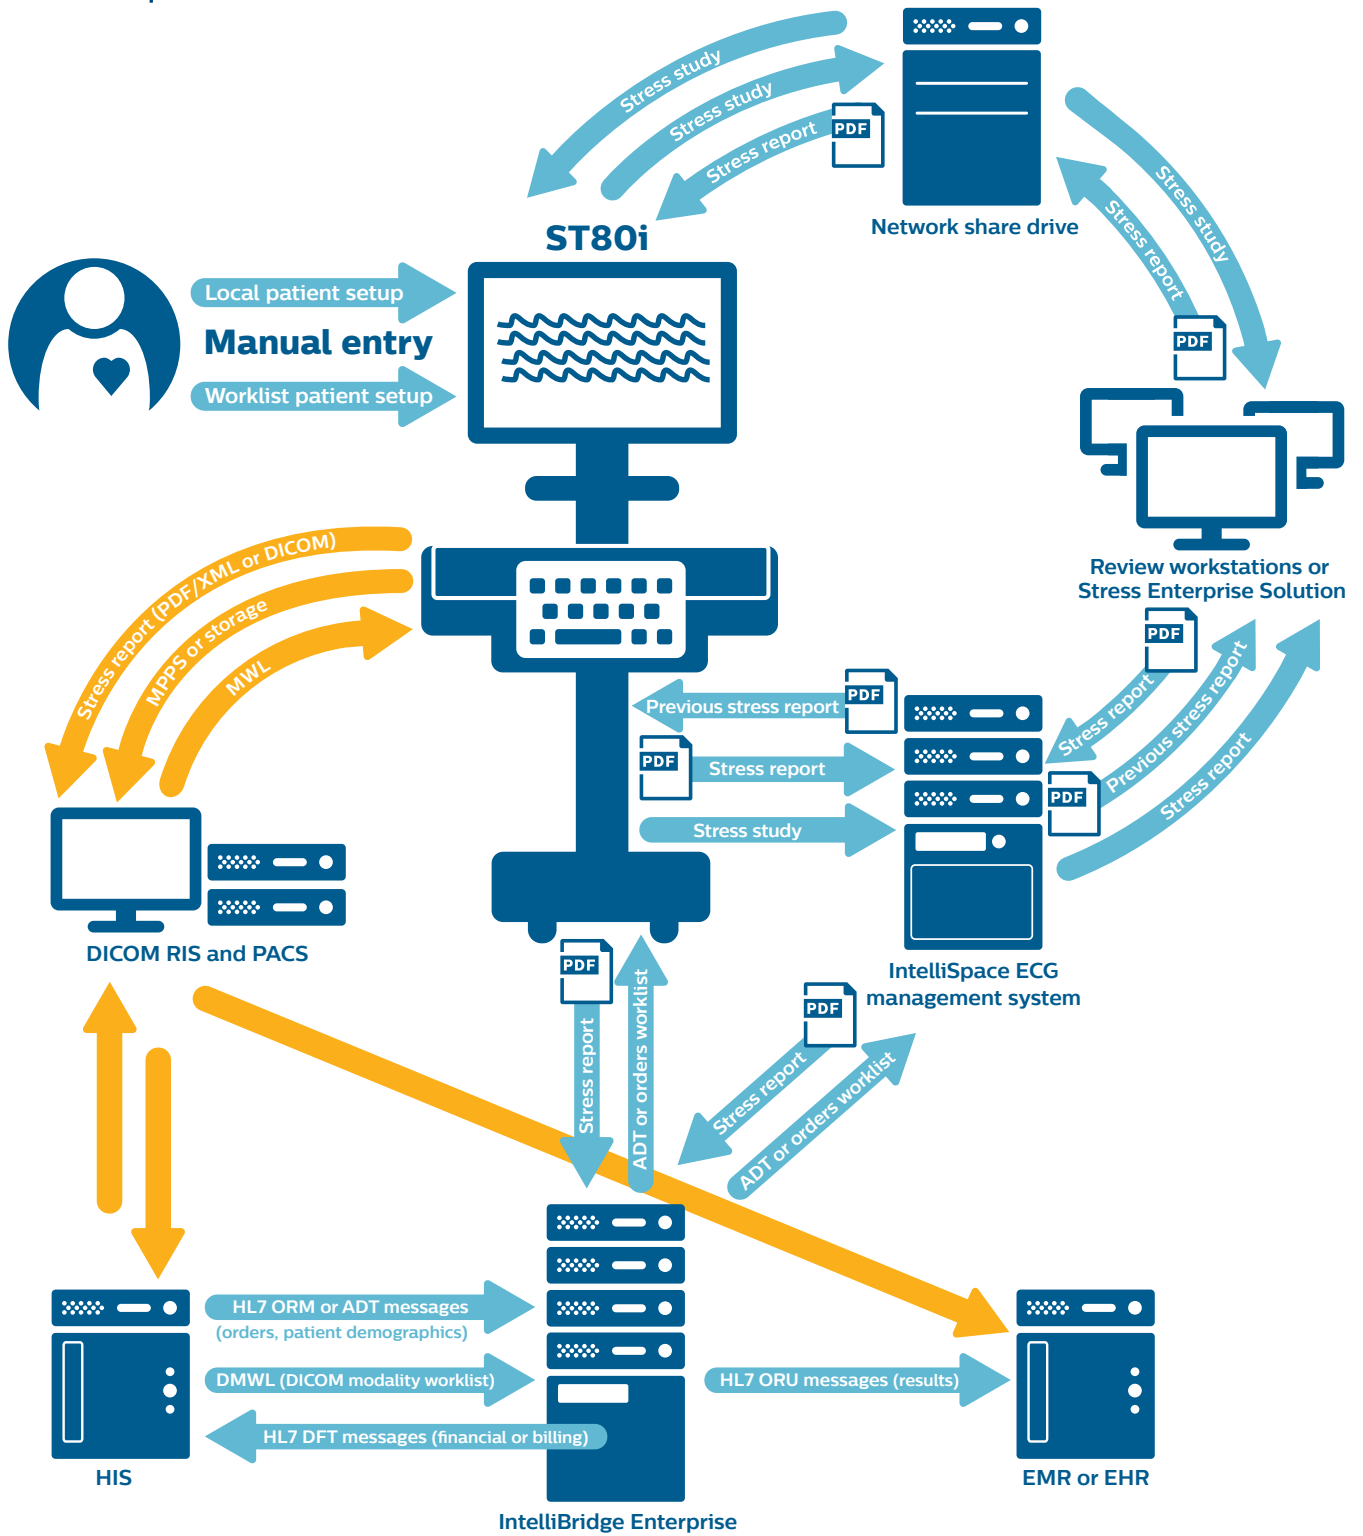 Stress study
Stress study
Stress report
PDF
Network share drive
Stress study
Stress report
PDF
ST80i
Local patient setup
Manual entry
Worklist patient setup
Review workstations or
Stress Enterprise Solution
Stress report (PDF/XML or DICOM)
MPPS or storage
MWL
PDF
Stress report
Previous stress report
PDF
Stress report
Previous stress report
PDF
PDF
Stress report
Stress study
DICOM RIS and PACS
IntelliSpace ECG
management system
PDF
Stress report
ADT or orders worklist
PDF
Stress report
ADT or orders worklist
HL7 ORM or ADT messages
(orders, patient demographics)
DMWL (DICOM modality worklist)
HL7 DFT messages (financial or billing)
HL7 ORU messages (results)
HIS
EMR or EHR
IntelliBridge Enterprise